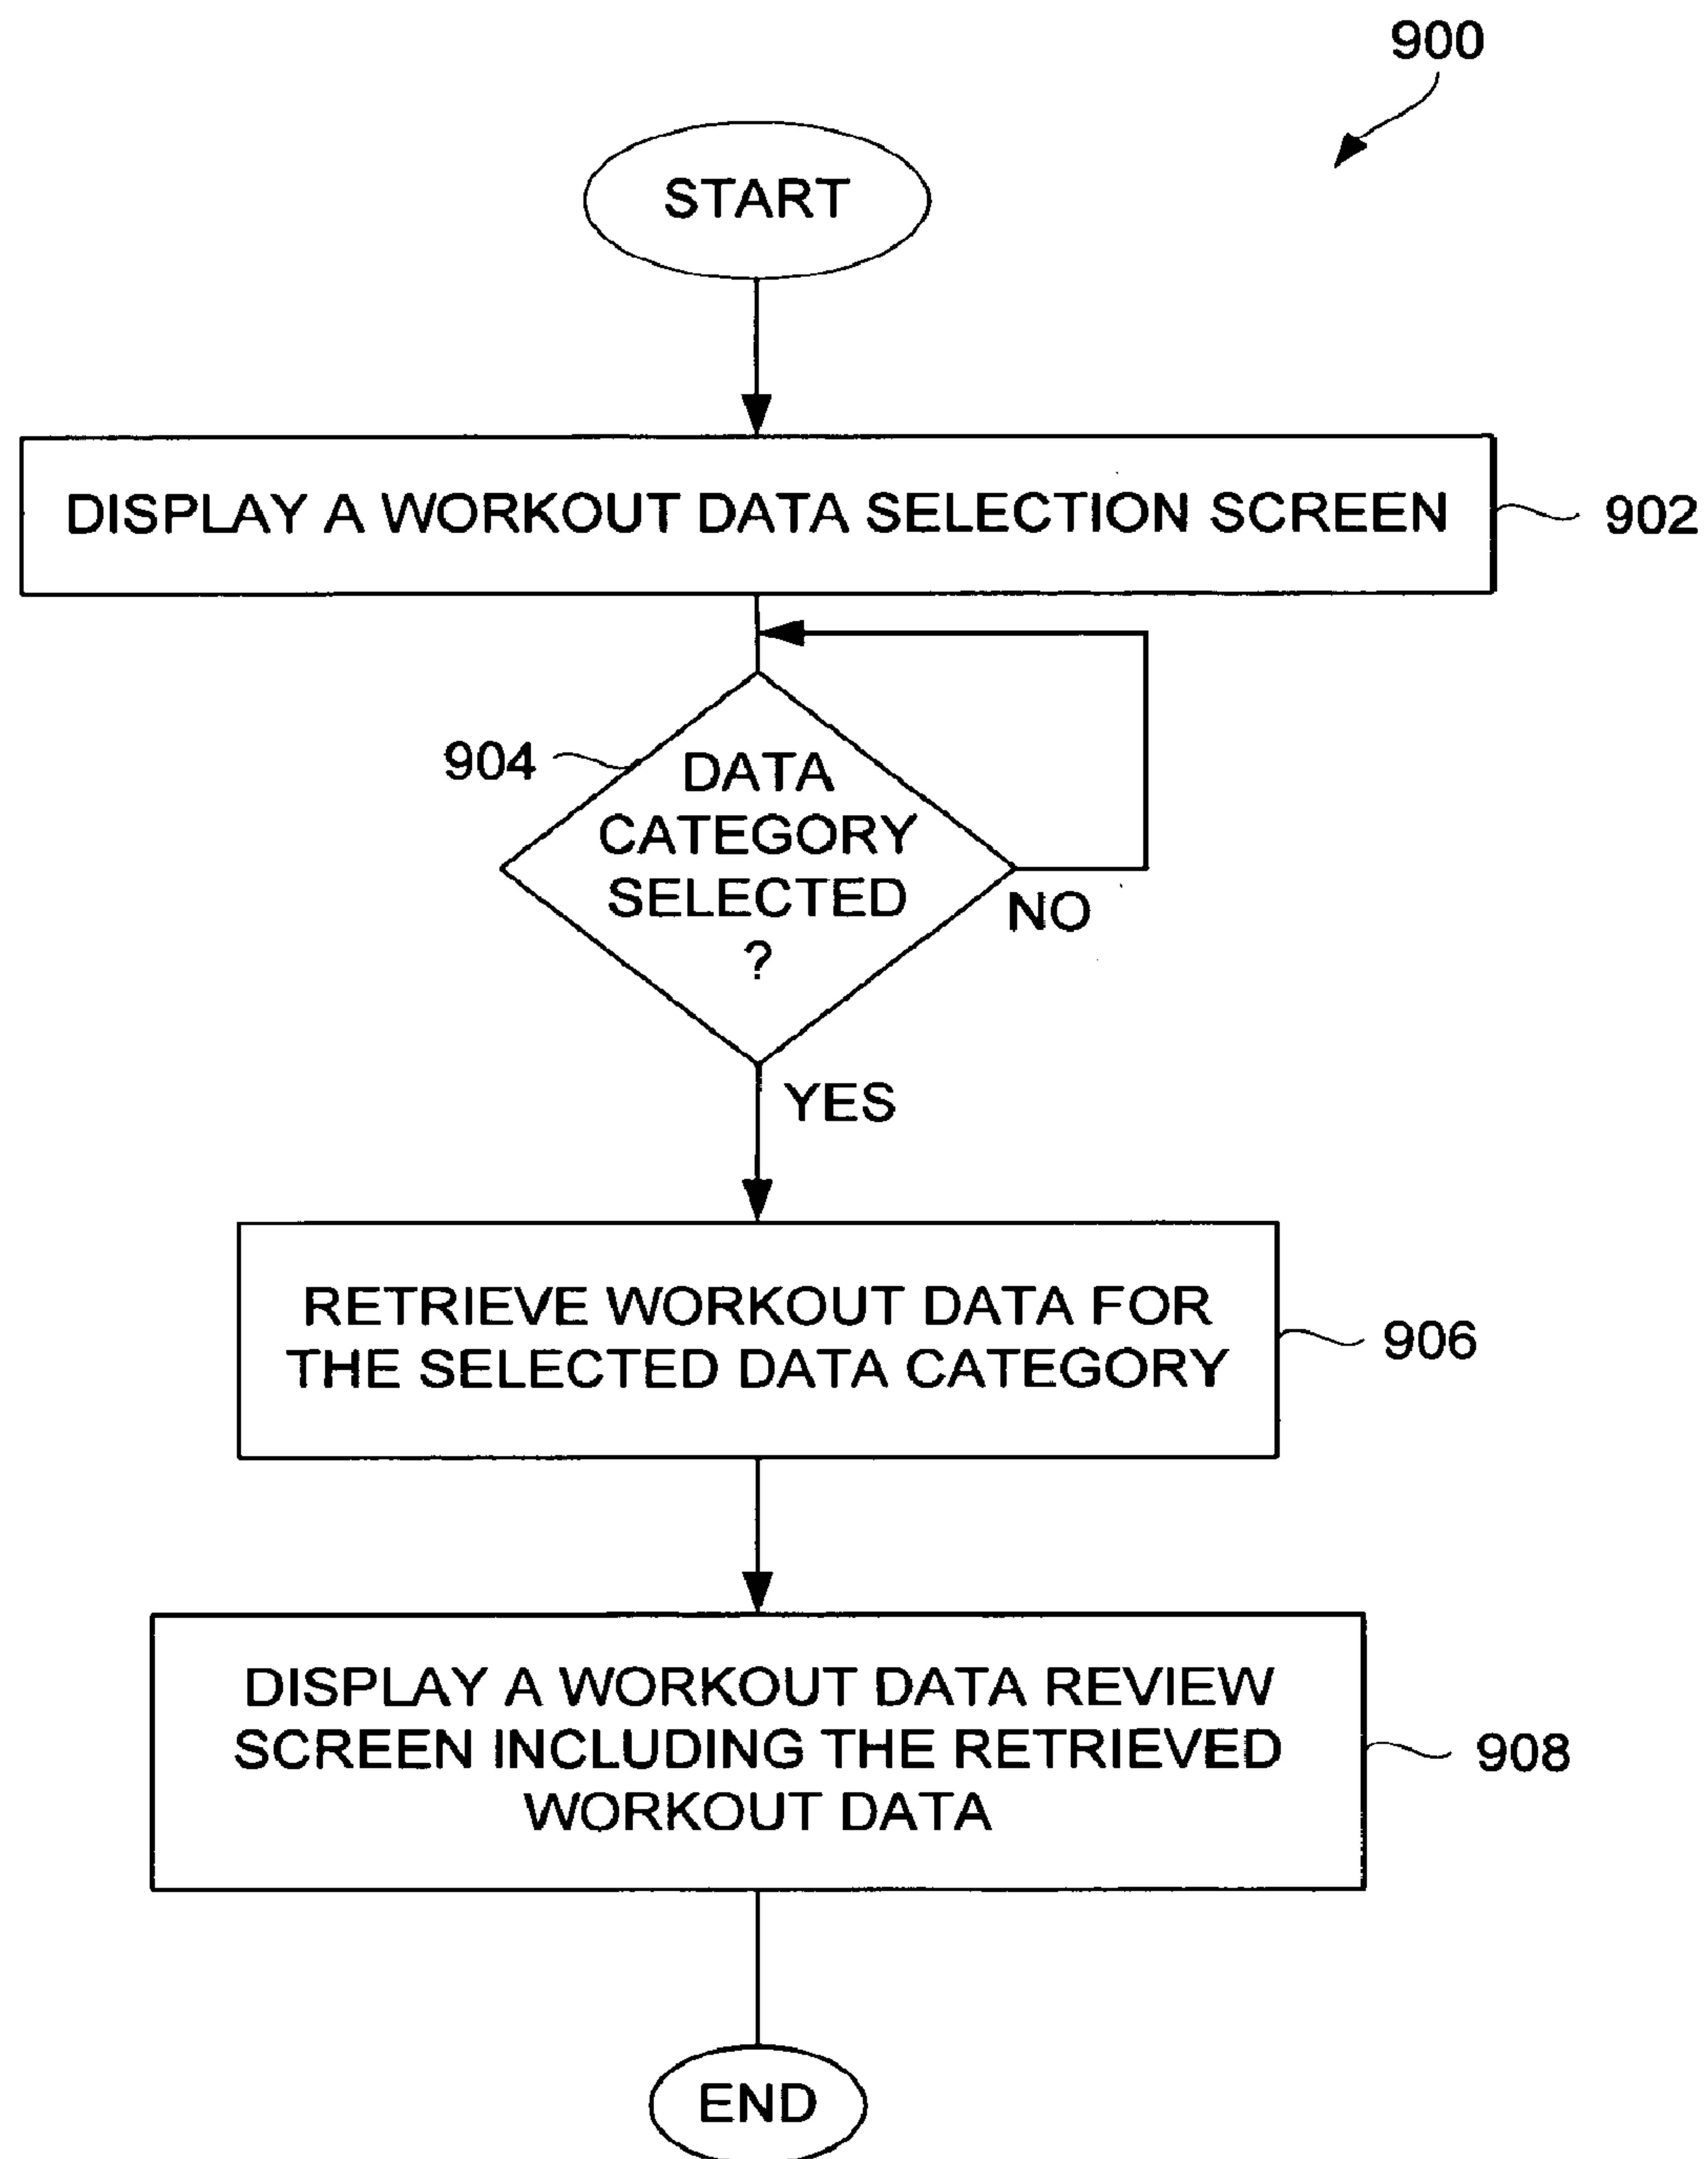 900
START
DISPLAY A WORKOUT DATA SELECTION SCREEN
902
904
DATA
CATEGORY
SELECTED
?
NO
YES
RETRIEVE WORKOUT DATA FOR
THE SELECTED DATA CATEGORY
906
DISPLAY A WORKOUT DATA REVIEW
SCREEN INCLUDING THE RETRIEVED
WORKOUT DATA
908
END